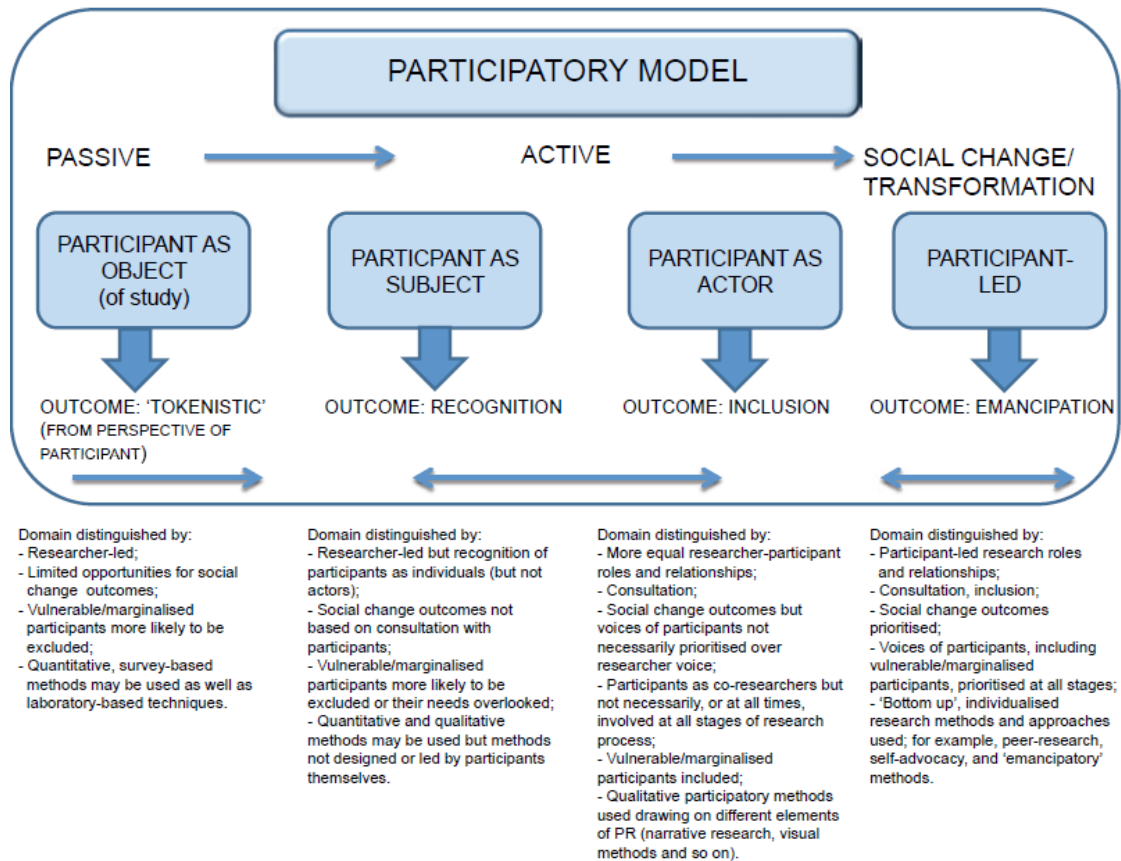 PARTICIPATORY MODEL
PASSIVE
ACTIVE
SOCIAL CHANGE/
TRANSFORMATION
PARTICIPANT AS
OBJECT
(of study)
PARTICPANT AS
SUBJECT
PARTICIPANT AS
ACTOR
PARTICIPANT-
LED
OUTCOME: ‘TOKENISTIC’
(FROM PERSPECTIVE OF
PARTICIPANT)
OUTCOME: RECOGNITION
OUTCOME: INCLUSION
OUTCOME: EMANCIPATION
Domain distinguished by:
- Researcher-led;
- Limited opportunities for social
change outcomes;
- Vulnerable/marginalised
participants more likely to be
excluded;
- Quantitative, survey-based
methods may be used as well as
laboratory-based techniques.
Domain distinguished by:
- Researcher-led but recognition of
participants as individuals (but not
actors);
- Social change outcomes not
based on consultation with
participants;
- Vulnerable/marginalised
participants more likely to be
excluded or their needs overlooked;
- Quantitative and qualitative
methods may be used but methods
not designed or led by participants
themselves.
Domain distinguished by:
- More equal researcher-participant
roles and relationships;
- Consultation;
- Social change outcomes but
voices of participants not
necessarily prioritised over
researcher voice;
- Participants as co-researchers but
not necessarily, or at all times,
involved at all stages of research
process;
- Vulnerable/marginalised
participants included;
- Qualitative participatory methods
used drawing on different elements
of PR (narrative research, visual
methods and so on).
Domain distinguished by:
- Participant-led research roles
and relationships;
- Consultation, inclusion;
- Social change outcomes
prioritised;
- Voices of participants, including
vulnerable/marginalised
participants, prioritised at all stages;
- ‘Bottom up’, individualised
research methods and approaches
used; for example, peer-research,
self-advocacy, and ‘emancipatory’
methods.